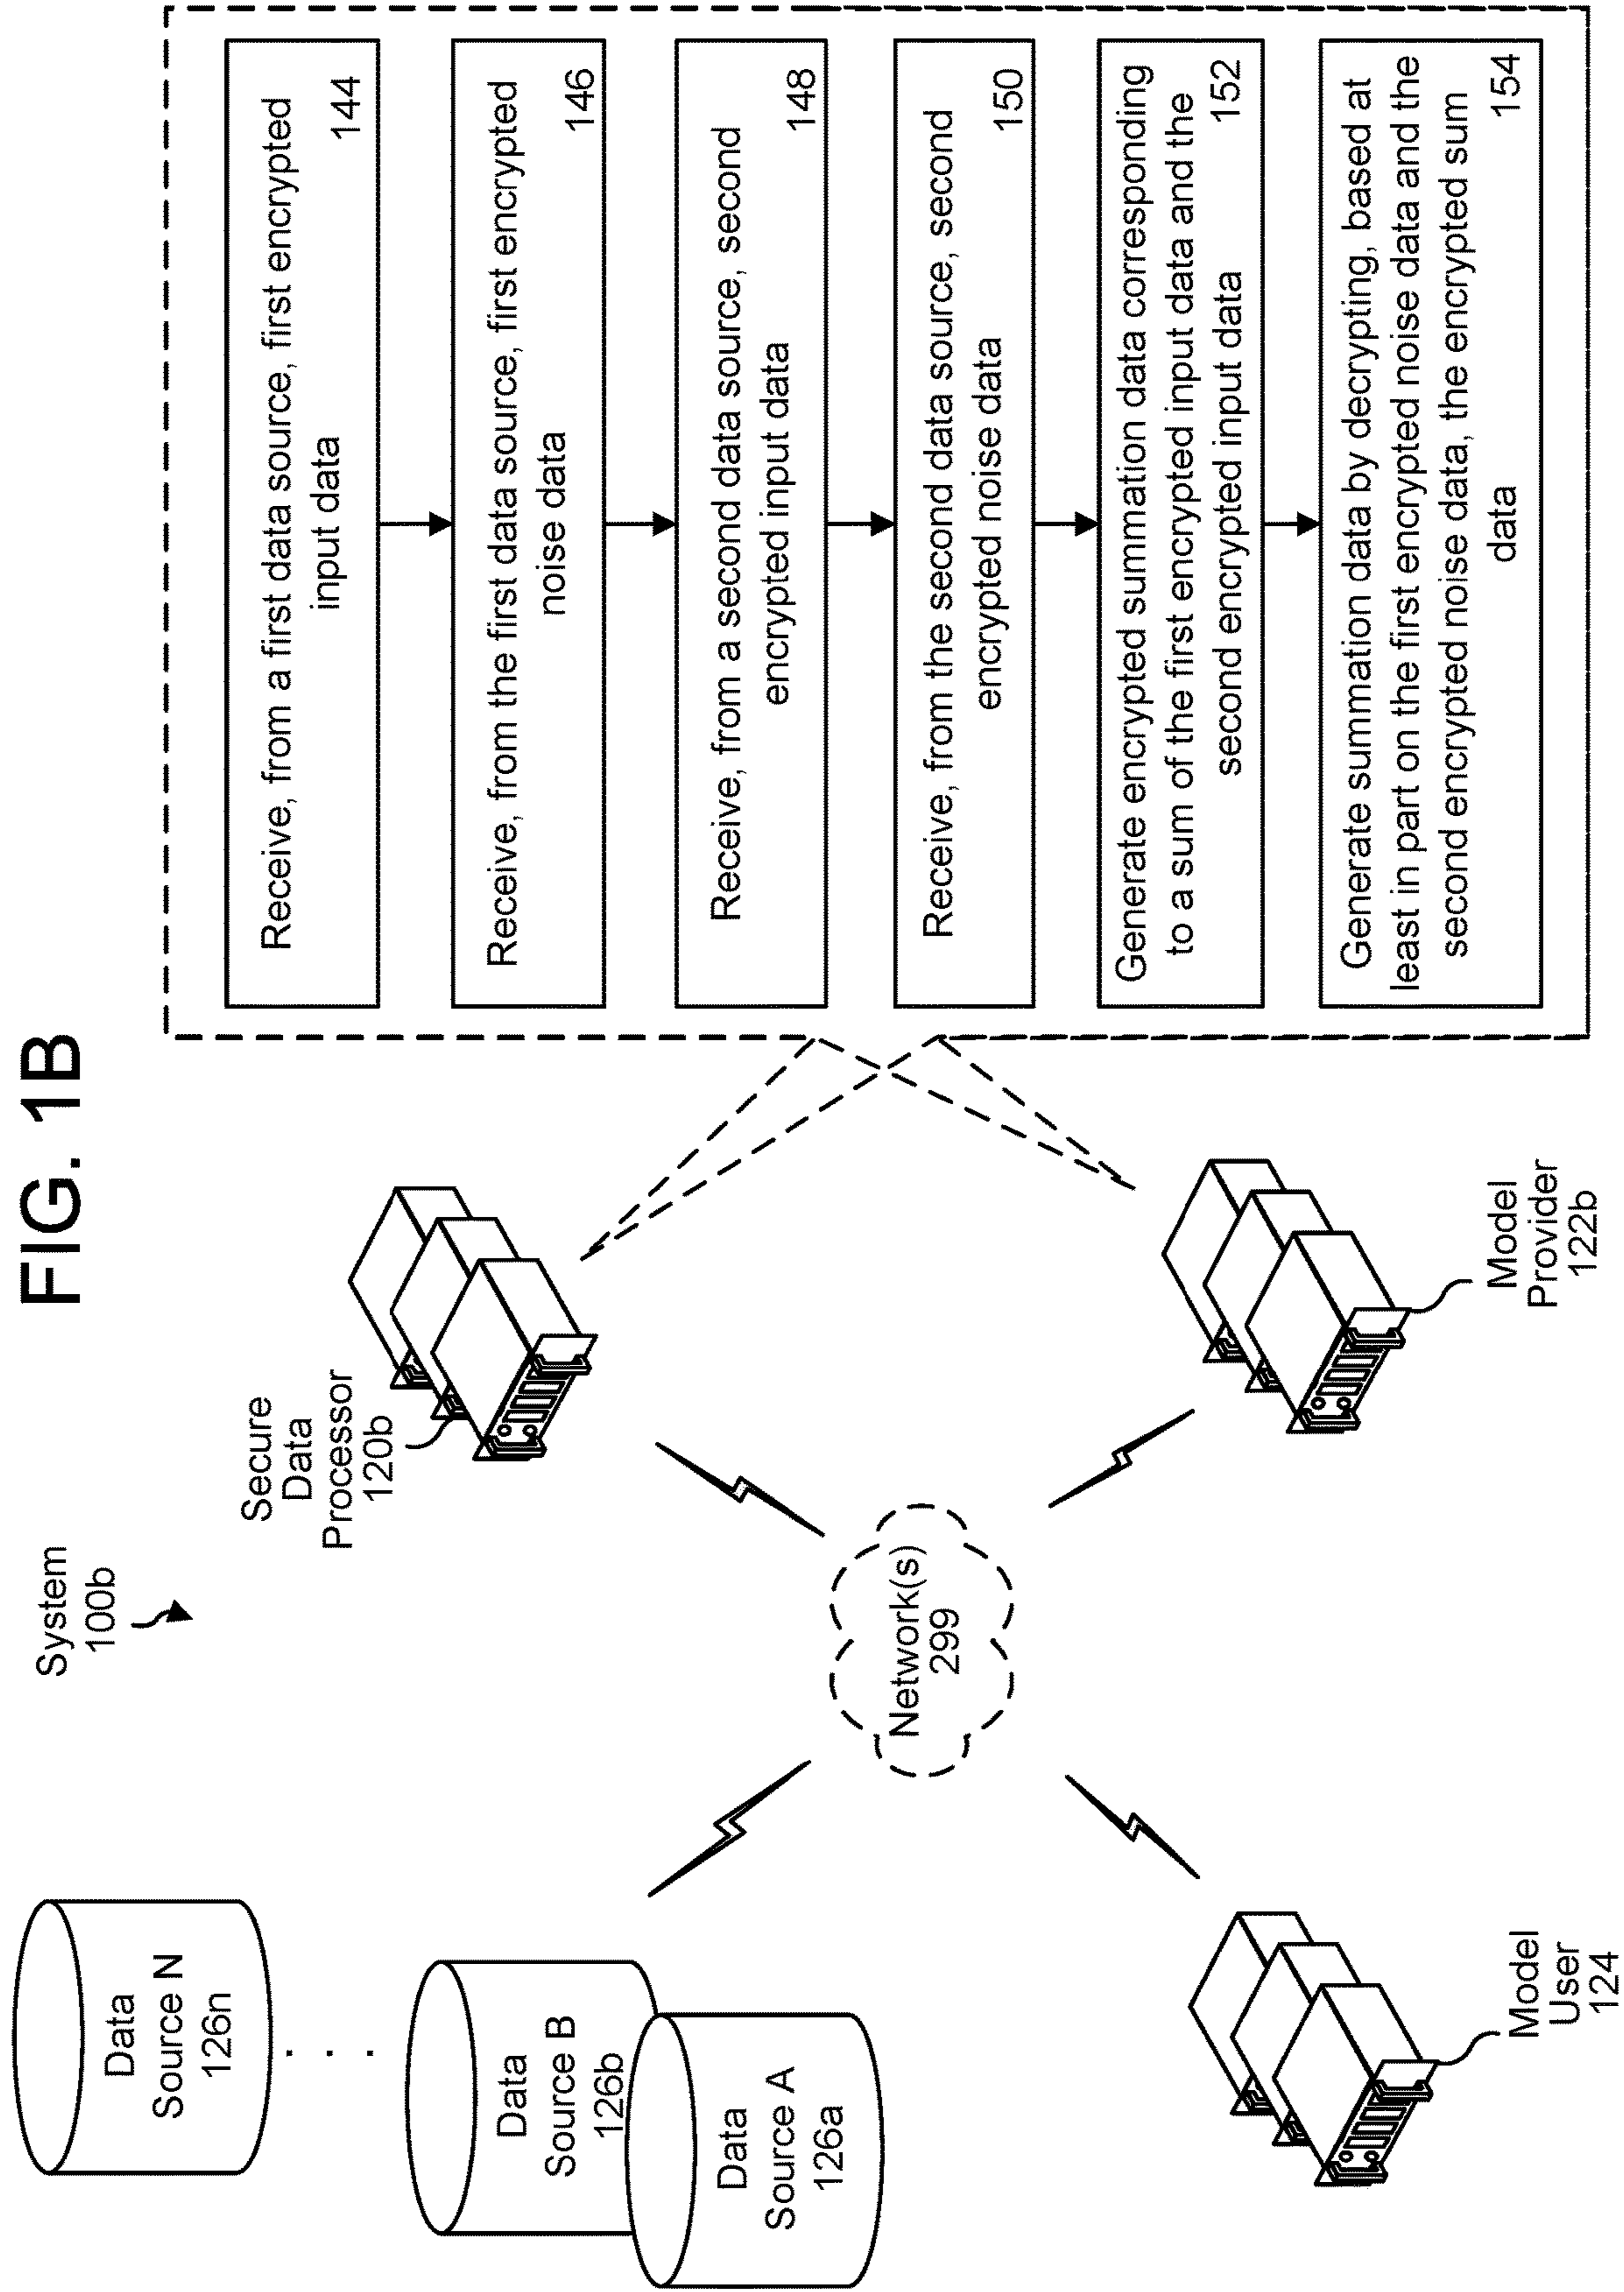 FIG. 1B
System
100b
Data
Source N
126n
. . .
Data
Source B
126b
Data
Source A
126a
Secure
Data
Processor
120b
Network(s)
299
Model
User
124
Model
Provider
122b
Receive, from a first data source, first encrypted
input data
144
Receive, from the first data source, first encrypted
noise data
146
Receive, from a second data source, second
encrypted input data
148
Receive, from the second data source, second
encrypted noise data
150
Generate encrypted summation data corresponding
to a sum of the first encrypted input data and the
second encrypted input data
152
Generate summation data by decrypting, based at
least in part on the first encrypted noise data and the
second encrypted noise data, the encrypted sum
data
154